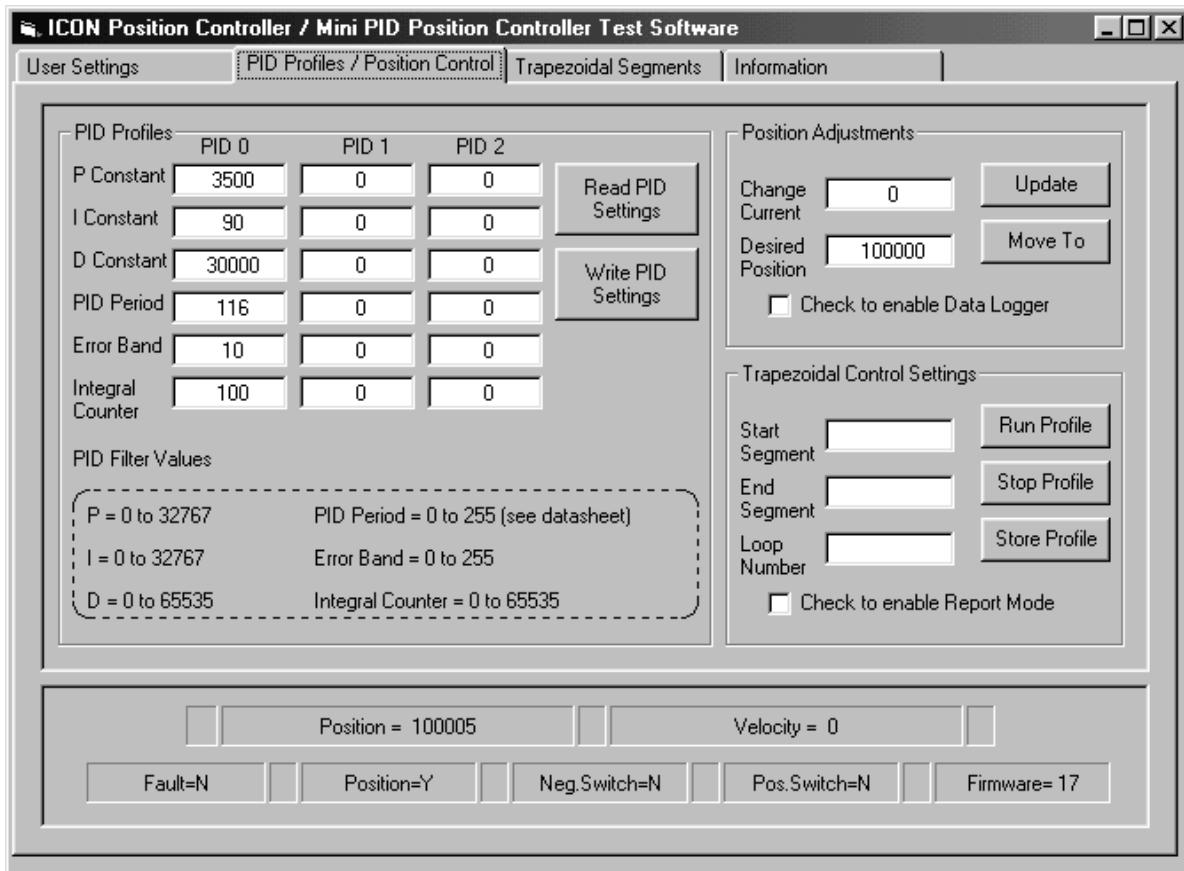 ICON Position Controller / Mini PID Position Controller Test Software
User Settings
PID Profiles / Position Control
Trapezoidal Segments
Information
PID Profiles
PID 0 PID 1 PID 2
P Constant 3500 0 0
I Constant 90 0 0
D Constant 30000 0 0
PID Period 116 0 0
Error Band 10 0 0
Integral
Counter 100 0 0
Read PID
Settings
Write PID
Settings
PID Filter Values
P = 0 to 32767 PID Period = 0 to 255 (see datasheet)
I = 0 to 32767 Error Band = 0 to 255
D = 0 to 65535 Integral Counter = 0 to 65535
Position Adjustments
Change
Current 0
Update
Desired
Position 100000
Move To
Check to enable Data Logger
Trapezoidal Control Settings
Start
Segment
Run Profile
End
Segment
Stop Profile
Loop
Number
Store Profile
Check to enable Report Mode
Position = 100005 Velocity = 0
Fault=N Position=Y Neg.Switch=N Pos.Switch=N Firmware= 17